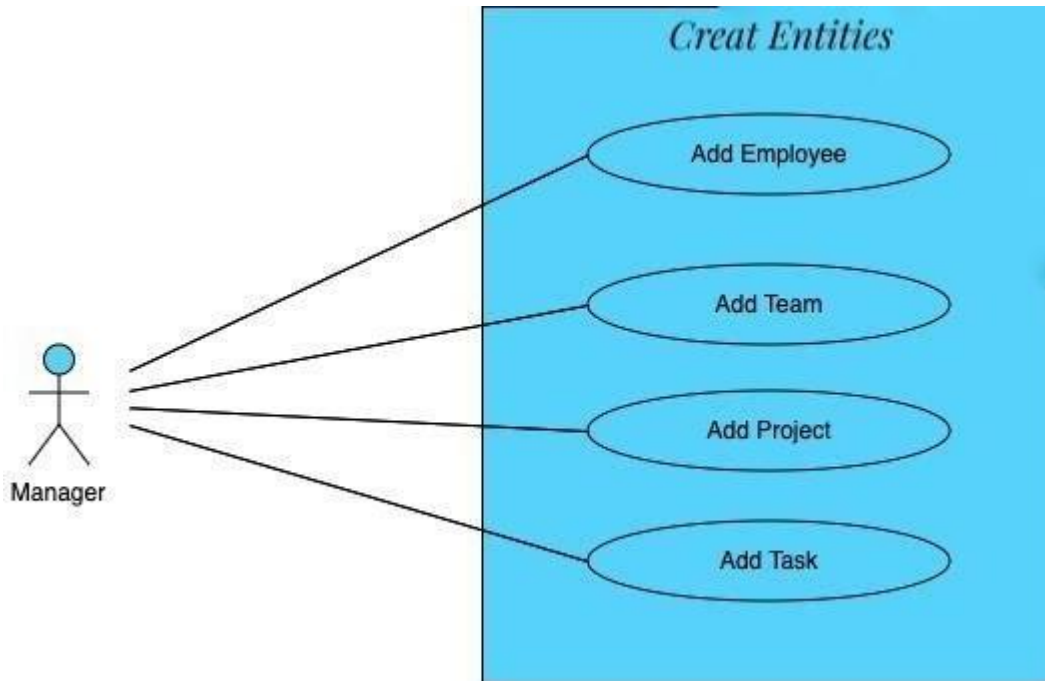 Creat Entities
Add Employee
Add Team
Add Project
Add Task
Manager